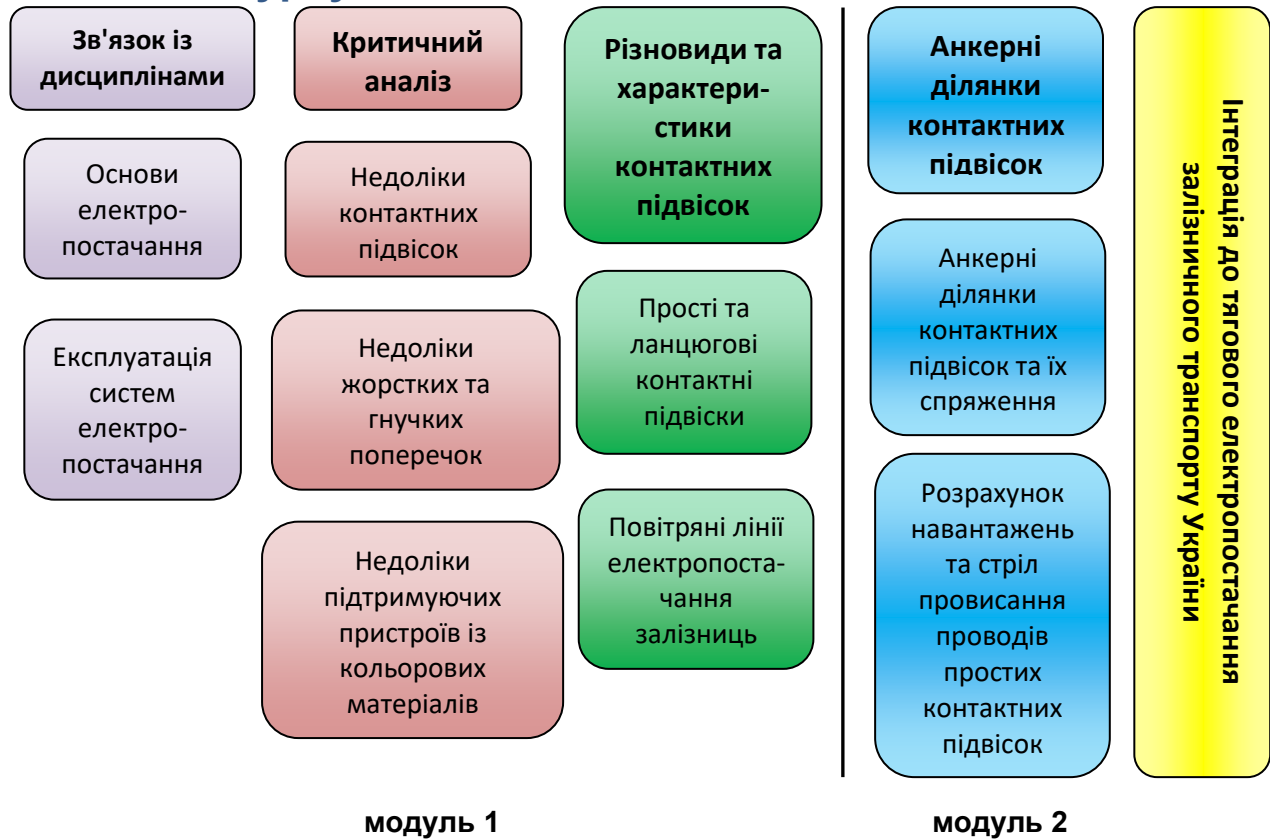 Зв'язок із
дисциплінами
Основи
електро-
постачання
Експлуатація
систем
електро-
постачання
Критичний
аналіз
Недоліки
контактних
підвісок
Недоліки
жорстких та
гнучких
поперечок
Недоліки
підтримуючих
пристроїв із
кольорових
матеріалів
Різновиди та
характери-
стики
контактних
підвісок
Прості та
ланцюгові
контактні
підвіски
Повітряні лінії
електропоста-
чання
залізниць
Анкерні
ділянки
контактних
підвісок
Анкерні
ділянки
контактних
підвісок та їх
спряження
Розрахунок
навантажень
та стріл
провисання
проводів
простих
контактних
підвісок
Інтеграція до тягового електропостачання
залізничного транспорту України
модуль 1
модуль 2